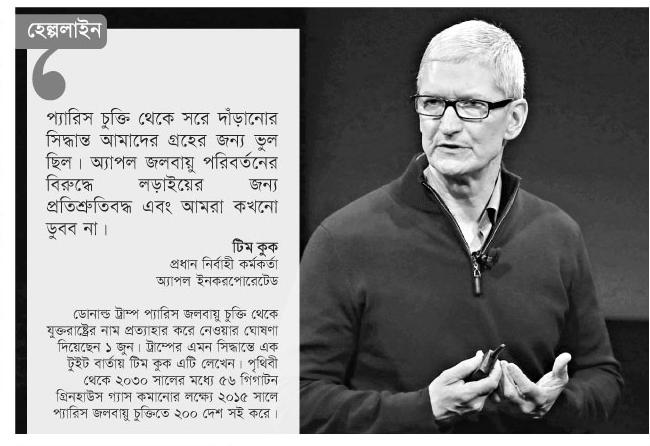 হেল্পলাইন
প্যারিস চুক্তি থেকে সরে দাঁড়ানোর
সিদ্ধান্ত আমাদের গ্রহের জন্য ভুল
ছিল। অ্যাপল জলবায়ু পরিবর্তনের
বিরুদ্ধে লড়াইয়ের জন্য
প্রতিশ্রুতিবদ্ধ এবং আমরা কখনো
ডুবব না।
টিম কুক
প্রধান নির্বাহী কর্মকর্তা
অ্যাপল ইনকরপোরেটেড
ডোনাল্ড ট্রাম্প প্যারিস জলবায়ু চুক্তি থেকে
যুক্তরাষ্ট্রের নাম প্রত্যাহার করে নেওয়ার ঘোষণা
দিয়েছেন ১ জুন। ট্রাম্পের এমন সিদ্ধান্তে এক
টুইট বার্তায় টিম কুক এটি লেখেন। পৃথিবী
থেকে ২০৩০ সালের মধ্যে ৫৬ গিগাটন
গ্রিনহাউস গ্যাস কমানোর লক্ষ্যে ২০১৫ সালে
প্যারিস জলবায়ু চুক্তিতে ২০০ দেশ সই করে।